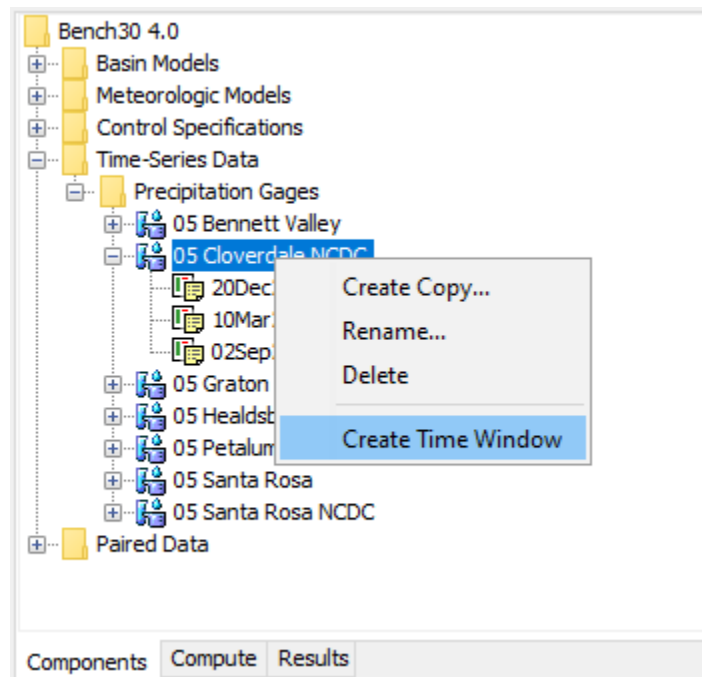 Bench30 4.0
Basin Models
Meteorologic Models
Control Specifications
Time-Series Data
Precipitation Gages
05 Bennett Valley
05 Cloverdale NCDC
20Dec
10Mar
02Sep
Create Copy...
Rename...
Delete
Create Time Window
05 Graton
05 Healdsb
05 Petalum
05 Santa Rosa
05 Santa Rosa NCDC
Paired Data
Components Compute Results